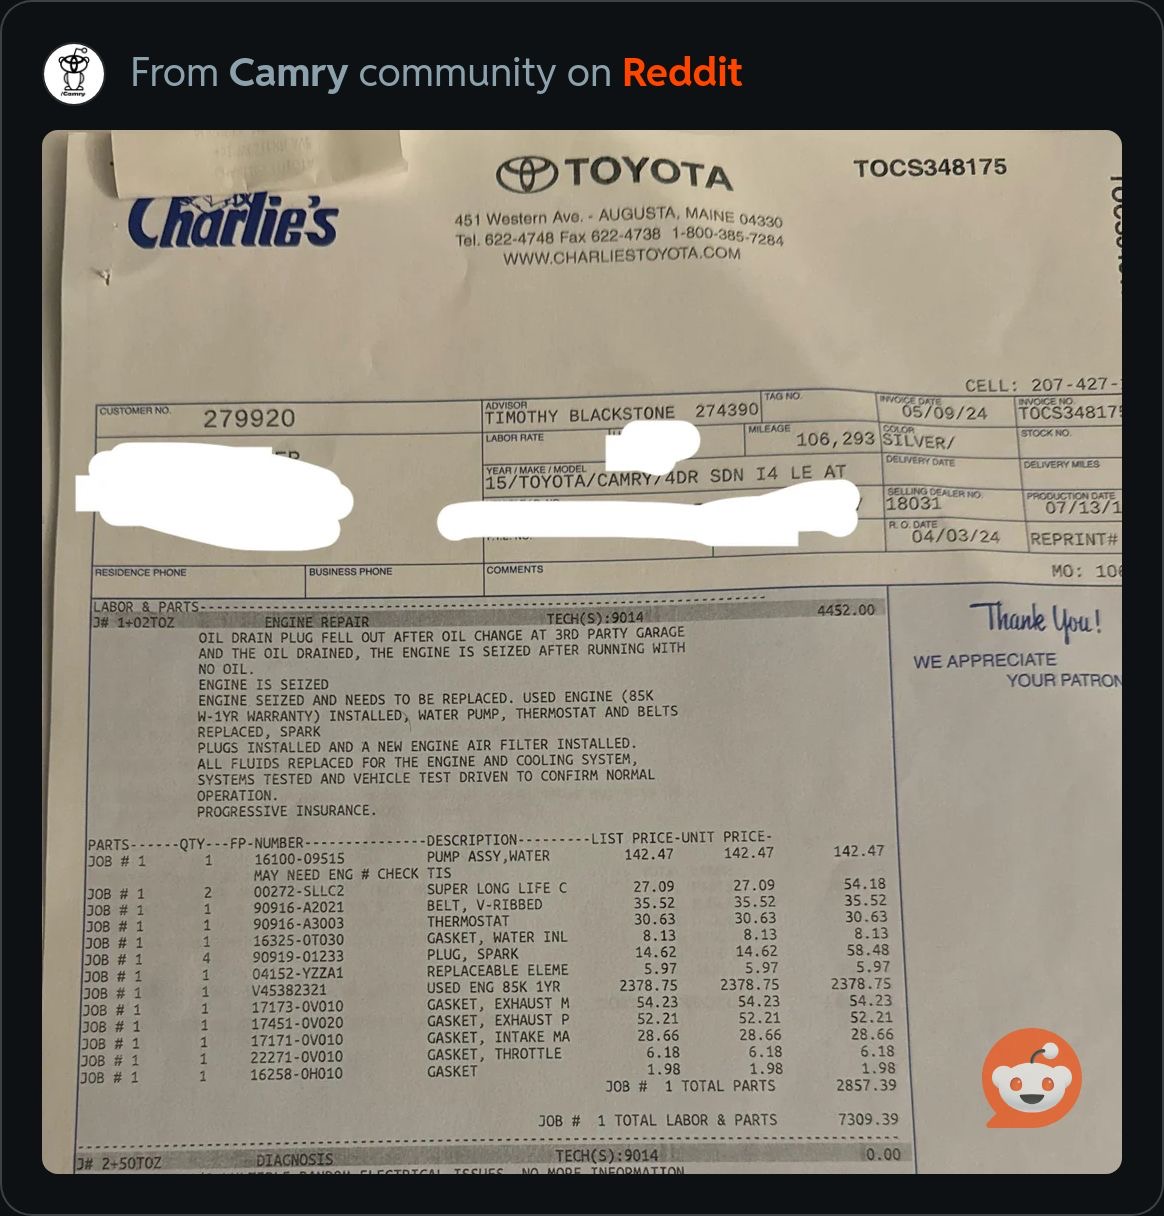 From Camry community on Reddit
/Camry
Charlie's
TOYOTA
TOCS348175
451 Western Ave. - AUGUSTA, MAINE 04330
Tel. 622-4748 Fax 622-4738 1-800-385-7284
WWW.CHARLIESTOYOTA.COM
CELL: 207-427-
CUSTOMER NO. 279920
ADVISOR
TIMOTHY BLACKSTONE 274390
TAG NO.
INVOICE DATE
05/09/24
INVOICE NO.
TOCS34817
LABOR RATE
MILEAGE
106,293
COLOR
SILVER/
STOCK NO.
YEAR / MAKE / MODEL
15/TOYOTA/CAMRY/4DR SDN I4 LE AT
DELIVERY DATE
DELIVERY MILES
SELLING DEALER NO.
18031
PRODUCTION DATE
07/13/1
R. O. DATE
04/03/24
REPRINT#
RESIDENCE PHONE
BUSINESS PHONE
COMMENTS
MO: 10
LABOR & PARTS
J# 1+02TOZ ENGINE REPAIR TECH(S):9014 4452.00
OIL DRAIN PLUG FELL OUT AFTER OIL CHANGE AT 3RD PARTY GARAGE
AND THE OIL DRAINED, THE ENGINE IS SEIZED AFTER RUNNING WITH
NO OIL.
ENGINE IS SEIZED
ENGINE SEIZED AND NEEDS TO BE REPLACED. USED ENGINE (85K
W-1YR WARRANTY) INSTALLED, WATER PUMP, THERMOSTAT AND BELTS
REPLACED, SPARK
PLUGS INSTALLED AND A NEW ENGINE AIR FILTER INSTALLED.
ALL FLUIDS REPLACED FOR THE ENGINE AND COOLING SYSTEM,
SYSTEMS TESTED AND VEHICLE TEST DRIVEN TO CONFIRM NORMAL
OPERATION.
PROGRESSIVE INSURANCE.
Thank You!
WE APPRECIATE
YOUR PATRON
PARTS------QTY---FP-NUMBER---------------DESCRIPTION---------LIST PRICE-UNIT PRICE-
JOB # 1 1 16100-09515 PUMP ASSY,WATER 142.47 142.47 142.47
MAY NEED ENG # CHECK TIS
JOB # 1 2 00272-SLLC2 SUPER LONG LIFE C 27.09 27.09 54.18
JOB # 1 1 90916-A2021 BELT, V-RIBBED 35.52 35.52 35.52
JOB # 1 1 90916-A3003 THERMOSTAT 30.63 30.63 30.63
JOB # 1 1 16325-0T030 GASKET, WATER INL 8.13 8.13 8.13
JOB # 1 4 90919-01233 PLUG, SPARK 14.62 14.62 58.48
JOB # 1 1 04152-YZZA1 REPLACEABLE ELEME 5.97 5.97 5.97
JOB # 1 1 V45382321 USED ENG 85K 1YR 2378.75 2378.75 2378.75
JOB # 1 1 17173-0V010 GASKET, EXHAUST M 54.23 54.23 54.23
JOB # 1 1 17451-0V020 GASKET, EXHAUST P 52.21 52.21 52.21
JOB # 1 1 17171-0V010 GASKET, INTAKE MA 28.66 28.66 28.66
JOB # 1 1 22271-0V010 GASKET, THROTTLE 6.18 6.18 6.18
JOB # 1 1 16258-0H010 GASKET 1.98 1.98 1.98
JOB # 1 TOTAL PARTS 2857.39
JOB # 1 TOTAL LABOR & PARTS 7309.39
J# 2+50TOZ DIAGNOSIS TECH(S):9014 0.00
RANDOM ELECTRICAL ISSUES NO MORE INFORMATION